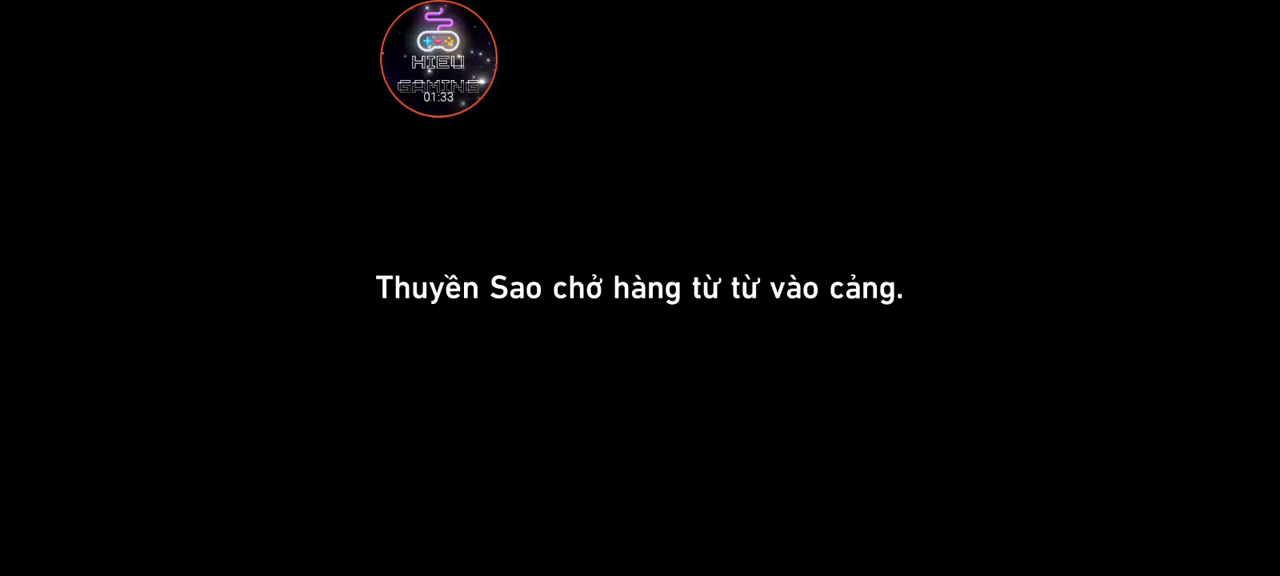 HIEU
GAMING
01:33
Thuyền Sao chở hàng từ từ vào cảng.